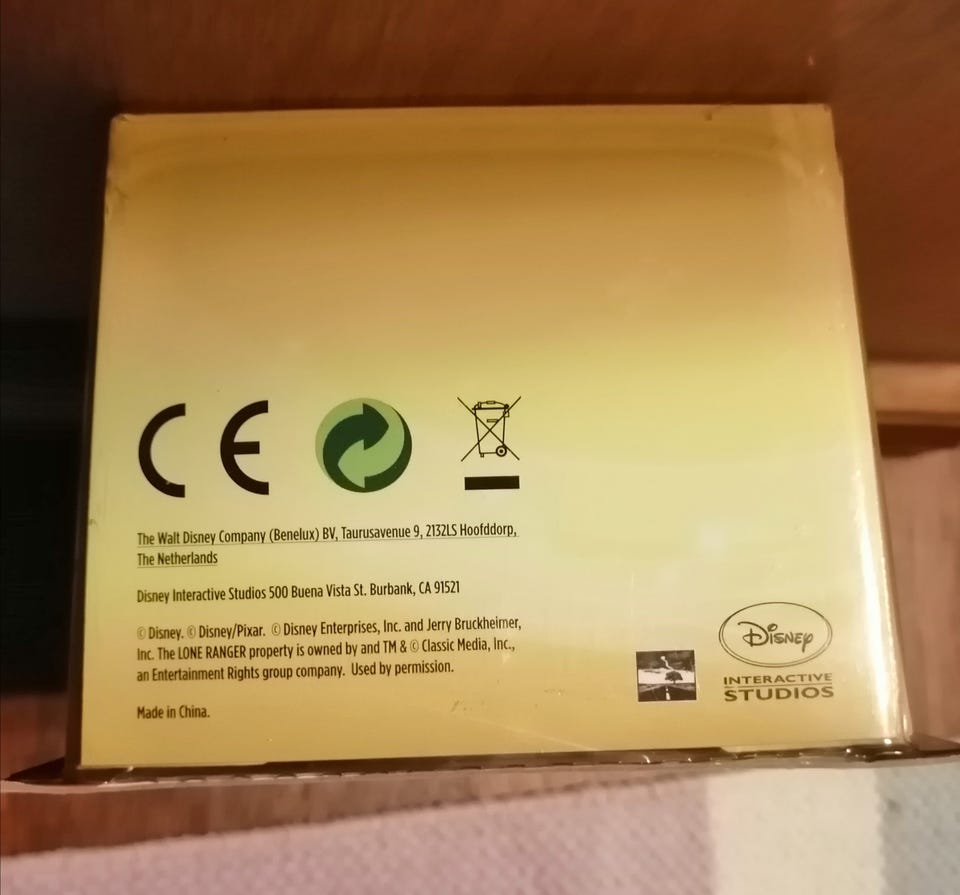 CE
The Walt Disney Company (Benelux) BV, Taurusavenue 9, 2132LS Hoofddorp,
The Netherlands
Disney Interactive Studios 500 Buena Vista St. Burbank, CA 91521
© Disney. © Disney/Pixar. © Disney Enterprises, Inc. and Jerry Bruckheimer,
Inc. The LONE RANGER property is owned by and TM & © Classic Media, Inc.,
an Entertainment Rights group company. Used by permission.
Made in China.
Disney
INTERACTIVE
STUDIOS